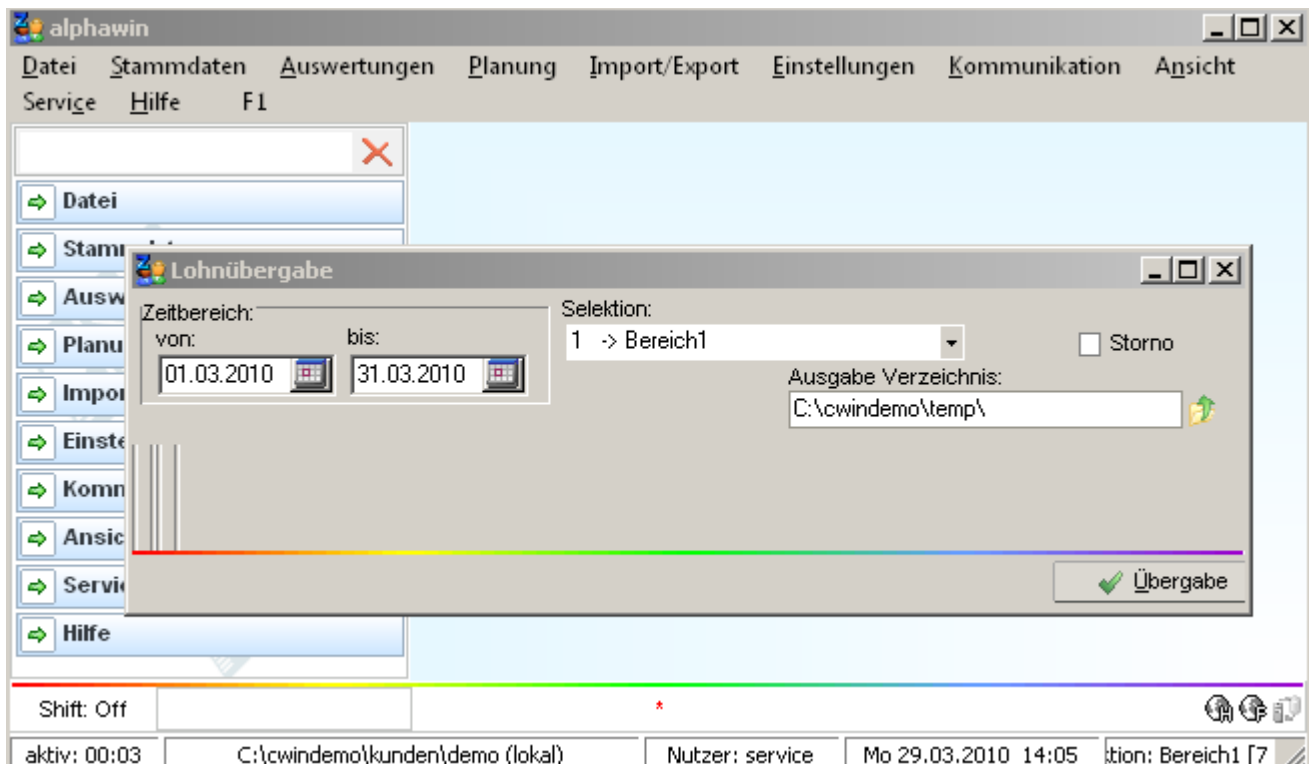 alphawin
Datei Stammdaten Auswertungen Planung Import/Export Einstellungen Kommunikation Ansicht
Service Hilfe F1
Datei
Lohnübergabe
Zeitbereich:
von: bis:
01.03.2010 31.03.2010
Selektion:
1 -> Bereich1
Storno
Ausgabe Verzeichnis:
C:\cwindemo\temp\
Übergabe
Hilfe
Shift: Off
*
aktiv: 00:03 C:\cwindemo\kunden\demo (lokal) Nutzer: service Mo 29.03.2010 14:05 Bereich1 [7